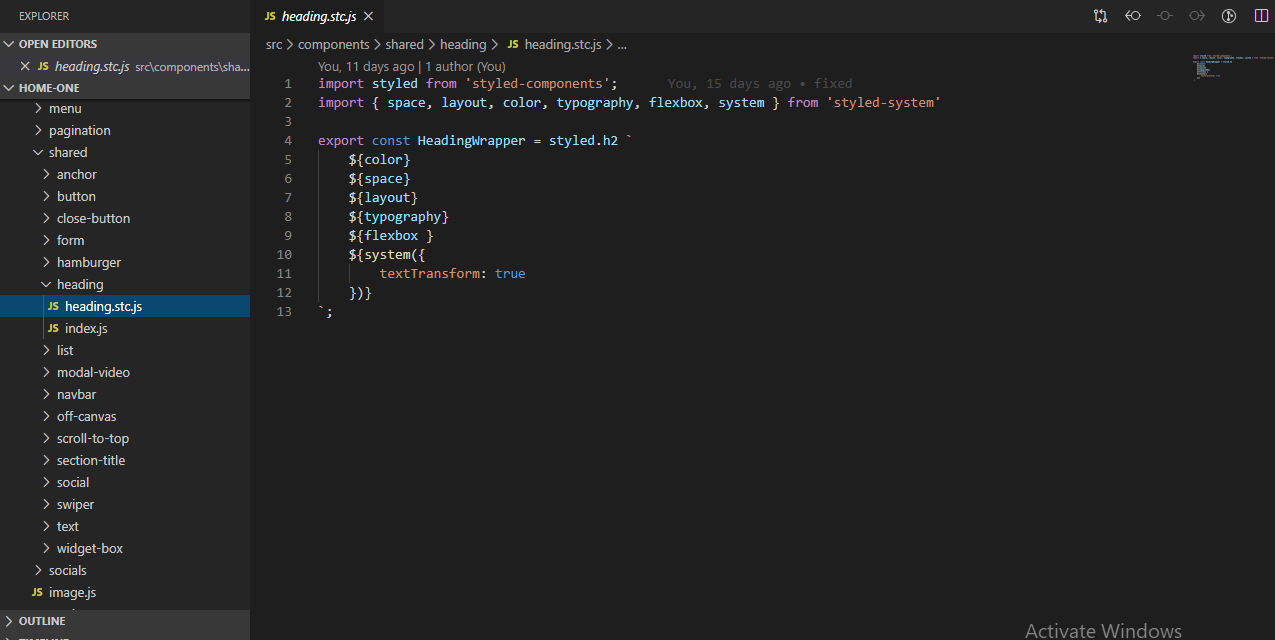 EXPLORER
OPEN EDITORS
JS heading.stc.js src\components\sha...
HOME-ONE
menu
pagination
shared
anchor
button
close-button
form
hamburger
heading
JS heading.stc.js
JS index.js
list
modal-video
navbar
off-canvas
scroll-to-top
section-title
social
swiper
text
widget-box
socials
JS image.js
OUTLINE
JS heading.stc.js
src > components > shared > heading > JS heading.stc.js > ...
You, 11 days ago | 1 author (You)
1 import styled from 'styled-components'; You, 15 days ago • fixed
2 import { space, layout, color, typography, flexbox, system } from 'styled-system'
3
4 export const HeadingWrapper = styled.h2 `
5 ${color}
6 ${space}
7 ${layout}
8 ${typography}
9 ${flexbox }
10 ${system({
11 textTransform: true
12 })}
13 `;
Activate Windows